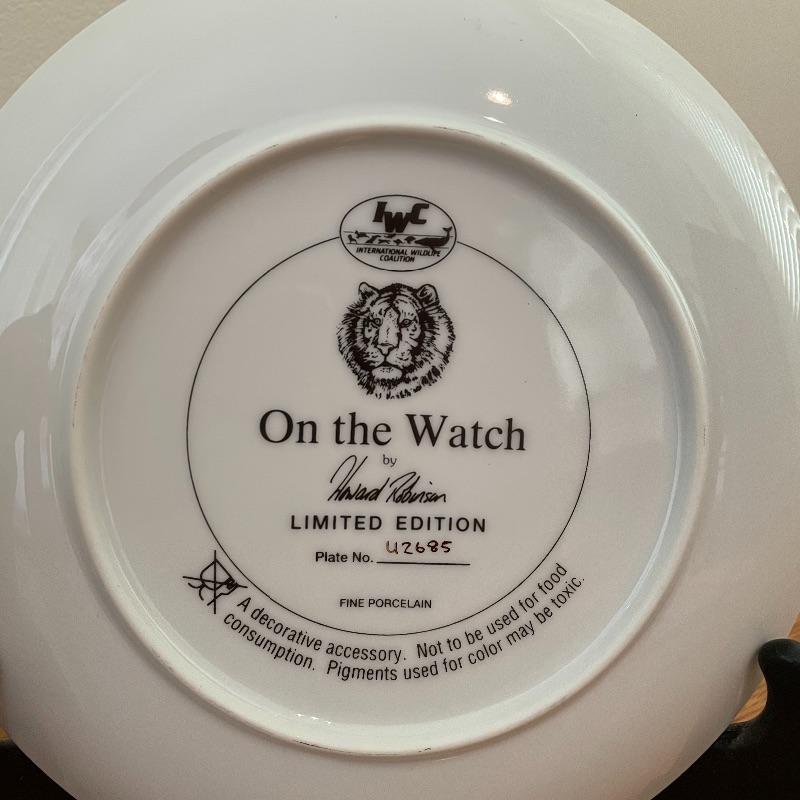 IWC
INTERNATIONAL WILDLIFE
COALITION
On the Watch
by
Howard Robinson
LIMITED EDITION
Plate No. U2685
FINE PORCELAIN
A decorative accessory. Not to be used for food
consumption. Pigments used for color may be toxic.